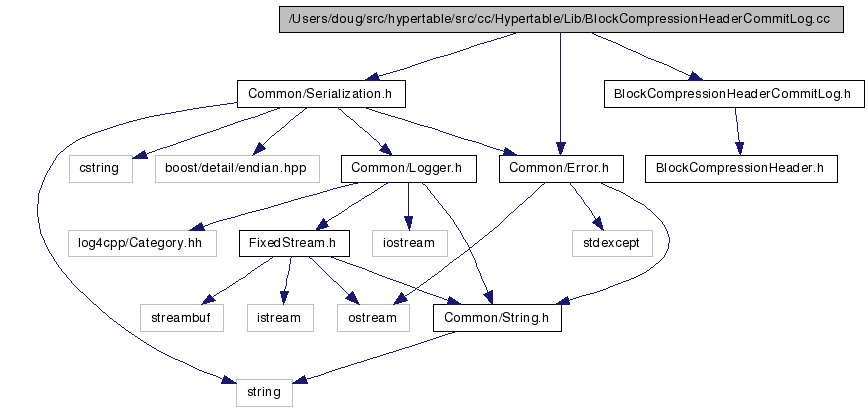 /Users/doug/src/hypertable/src/cc/Hypertable/Lib/BlockCompressionHeaderCommitLog.cc
Common/Serialization.h
BlockCompressionHeaderCommitLog.h
cstring
boost/detail/endian.hpp
Common/Logger.h
Common/Error.h
BlockCompressionHeader.h
log4cpp/Category.hh
FixedStream.h
iostream
stdexcept
streambuf
istream
ostream
Common/String.h
string